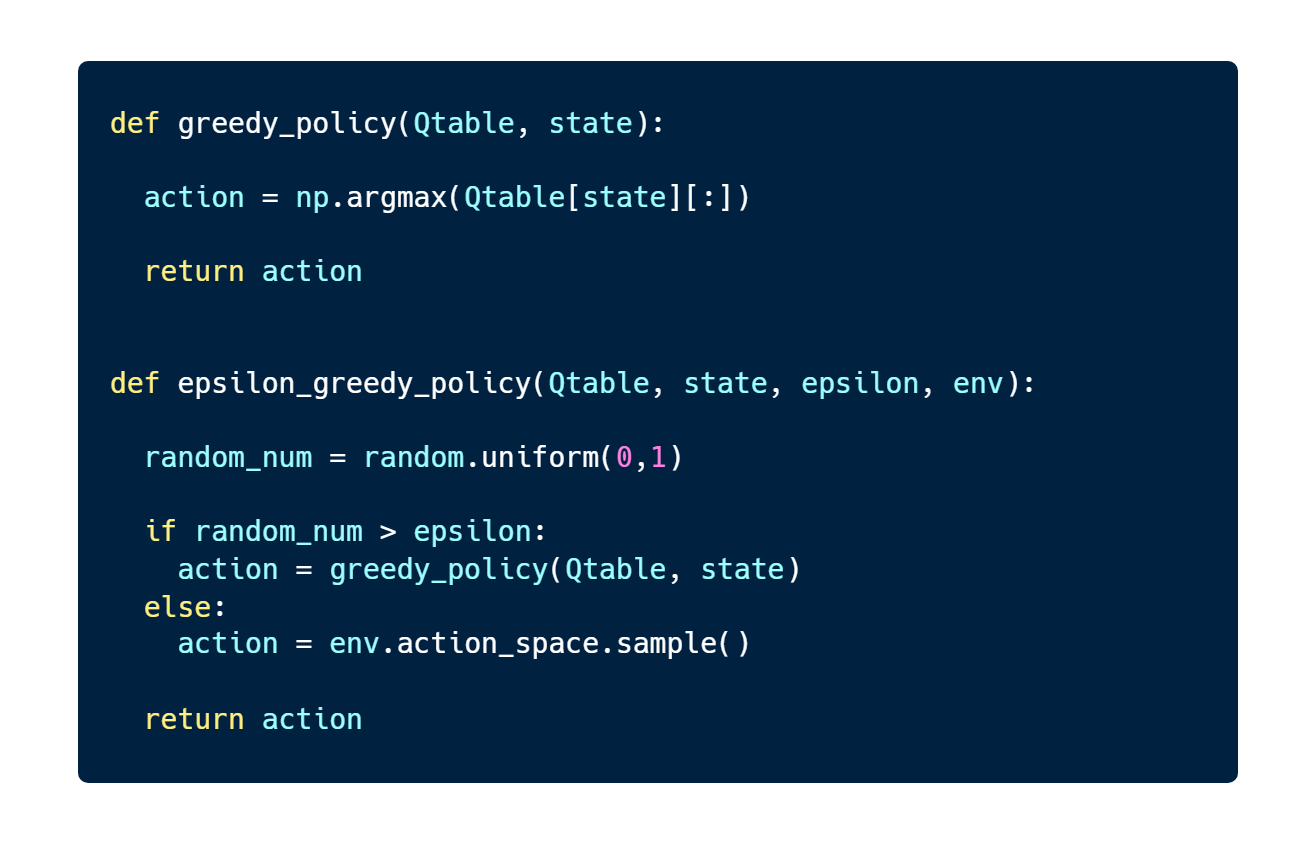 def greedy_policy(Qtable, state):
  action = np.argmax(Qtable[state][:])
  return action
def epsilon_greedy_policy(Qtable, state, epsilon, env):
  random_num = random.uniform(0,1)
  if random_num > epsilon:
    action = greedy_policy(Qtable, state)
  else:
    action = env.action_space.sample()
  return action